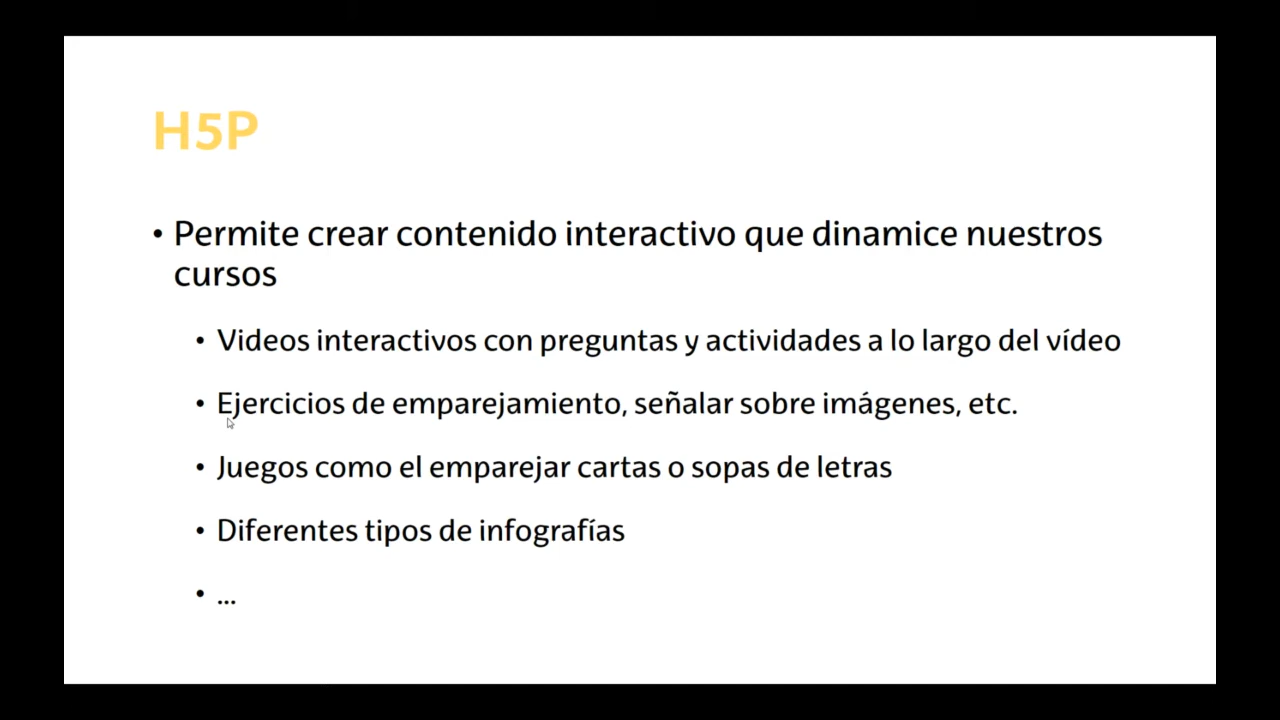 H5P
• Permite crear contenido interactivo que dinamice nuestros
cursos
• Videos interactivos con preguntas y actividades a lo largo del vídeo
• Ejercicios de emparejamiento, señalar sobre imágenes, etc.
• Juegos como el emparejar cartas o sopas de letras
• Diferentes tipos de infografías
• ...